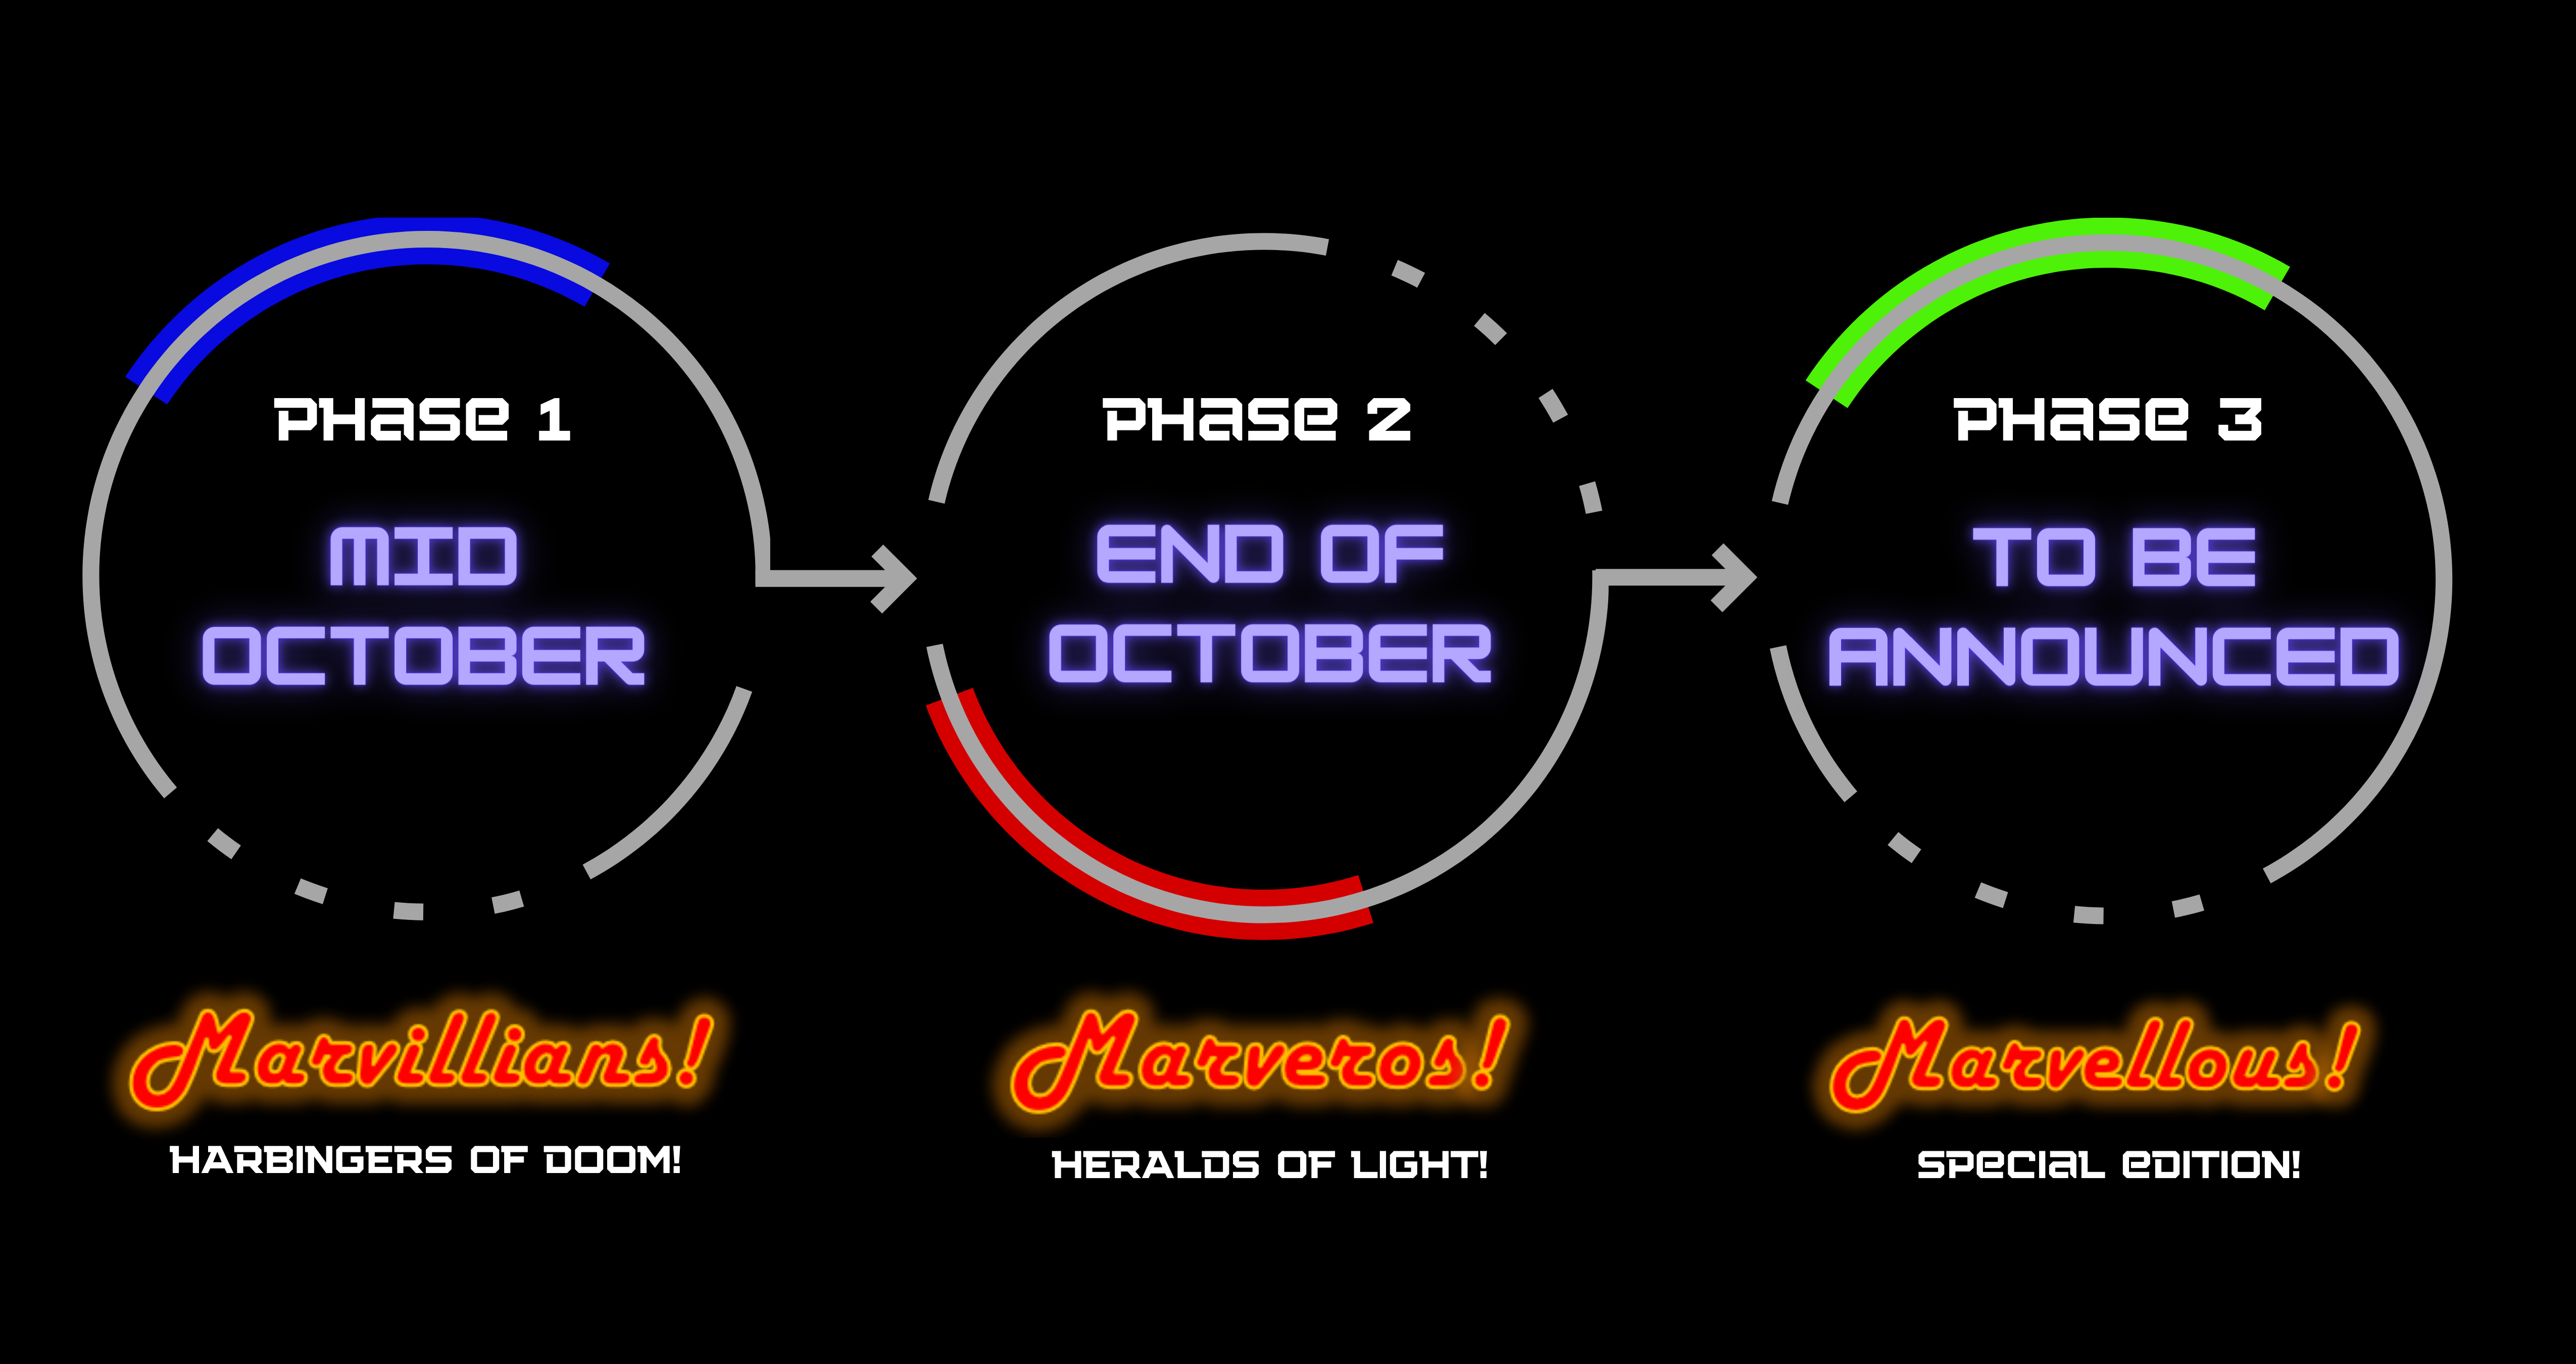 PHASE 1
MID
OCTOBER
Marvillians!
HARBINGERS OF DOOM!
PHASE 2
END OF
OCTOBER
Marveros!
HERALDS OF LIGHT!
PHASE 3
TO BE
ANNOUNCED
Marvellous!
SPECIAL EDITION!